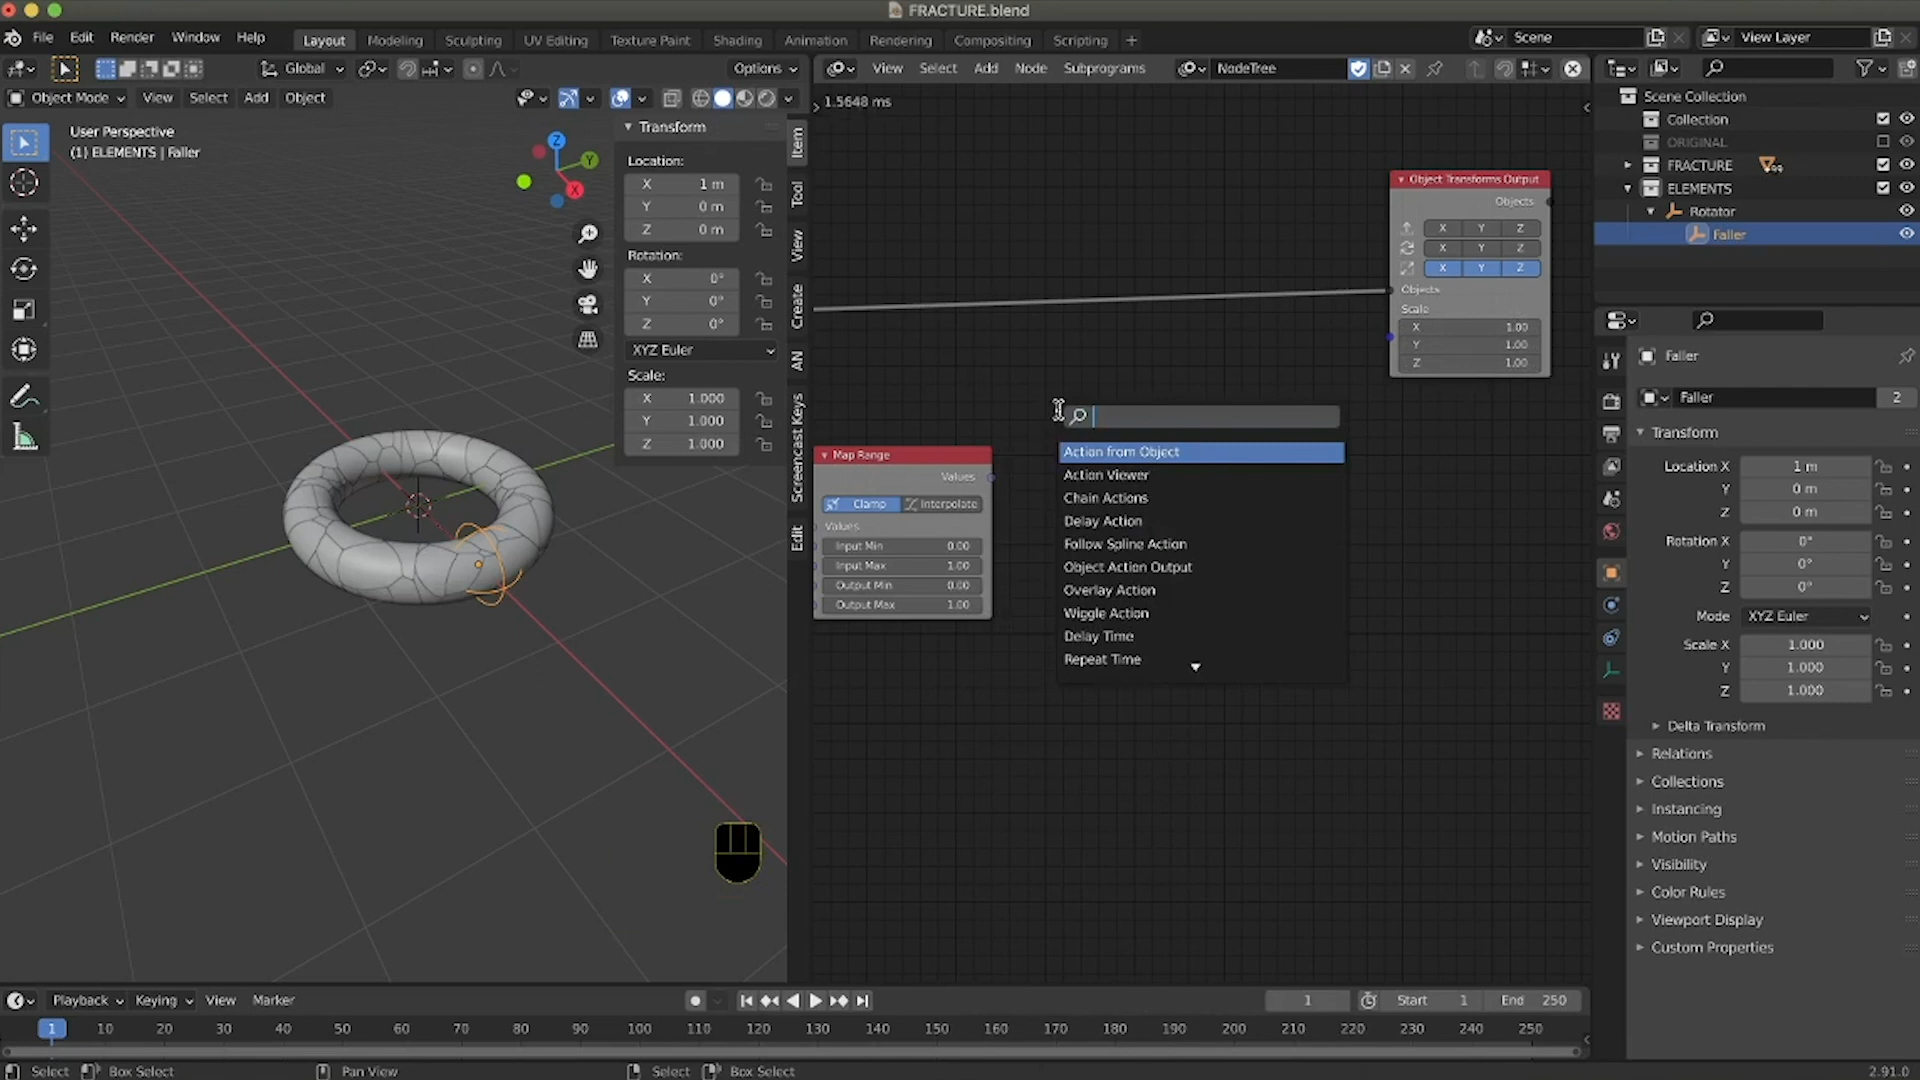 FRACTURE.blend
File Edit Render Window Help Layout Modeling Sculpting UV Editing Texture Paint Shading Animation Rendering Compositing Scripting + Scene View Layer
Global Options View Select Add Node Subprograms NodeTree
Object Mode View Select Add Object
User Perspective
(1) ELEMENTS | Faller
Z
Y
X
Transform
Location:
X 1 m
Y 0 m
Z 0 m
Rotation:
X 0°
Y 0°
Z 0°
XYZ Euler
Scale:
X 1.000
Y 1.000
Z 1.000
Item
Tool
View
Create
AN
Screencast Keys
Edit
1.5648 ms
Object Transforms Output
Objects
X Y Z
X Y Z
X Y Z
Objects
Scale
X 1.00
Y 1.00
Z 1.00
Map Range
Values
Clamp Interpolate
Values
Input Min 0.00
Input Max 1.00
Output Min 0.00
Output Max 1.00
Action from Object
Action Viewer
Chain Actions
Delay Action
Follow Spline Action
Object Action Output
Overlay Action
Wiggle Action
Delay Time
Repeat Time
Scene Collection
Collection
ORIGINAL
FRACTURE 99
ELEMENTS
Rotator
Faller
Faller
Faller 2
Transform
Location X 1 m
Y 0 m
Z 0 m
Rotation X 0°
Y 0°
Z 0°
Mode XYZ Euler
Scale X 1.000
Y 1.000
Z 1.000
Delta Transform
Relations
Collections
Instancing
Motion Paths
Visibility
Color Rules
Viewport Display
Custom Properties
Playback Keying View Marker 1 Start 1 End 250
1 10 20 30 40 50 60 70 80 90 100 110 120 130 140 150 160 170 180 190 200 210 220 230 240 250
Select Box Select Pan View Select Box Select 2.91.0